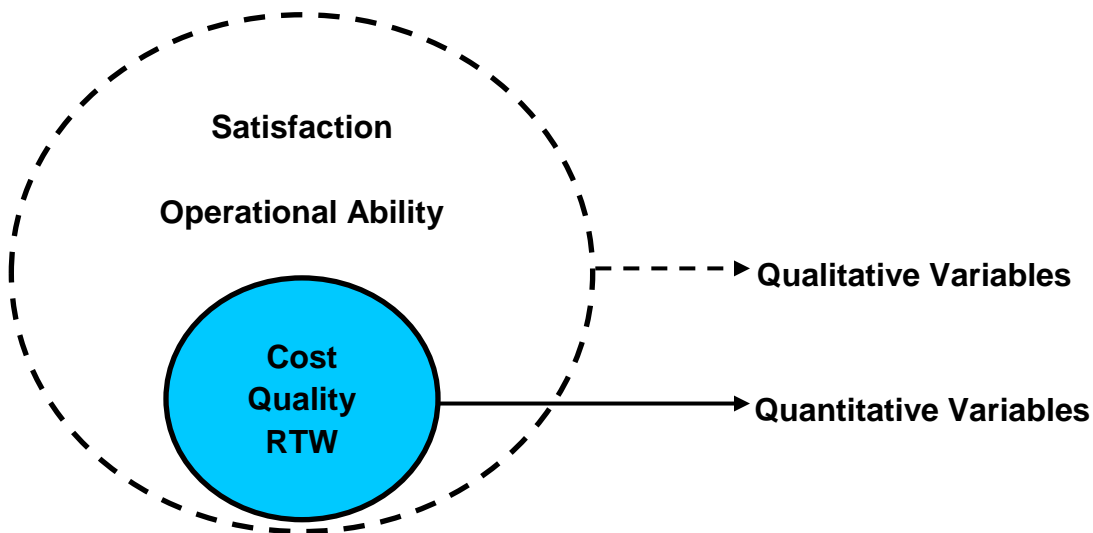 Satisfaction
Operational Ability
Qualitative Variables
Cost
Quality
RTW
Quantitative Variables